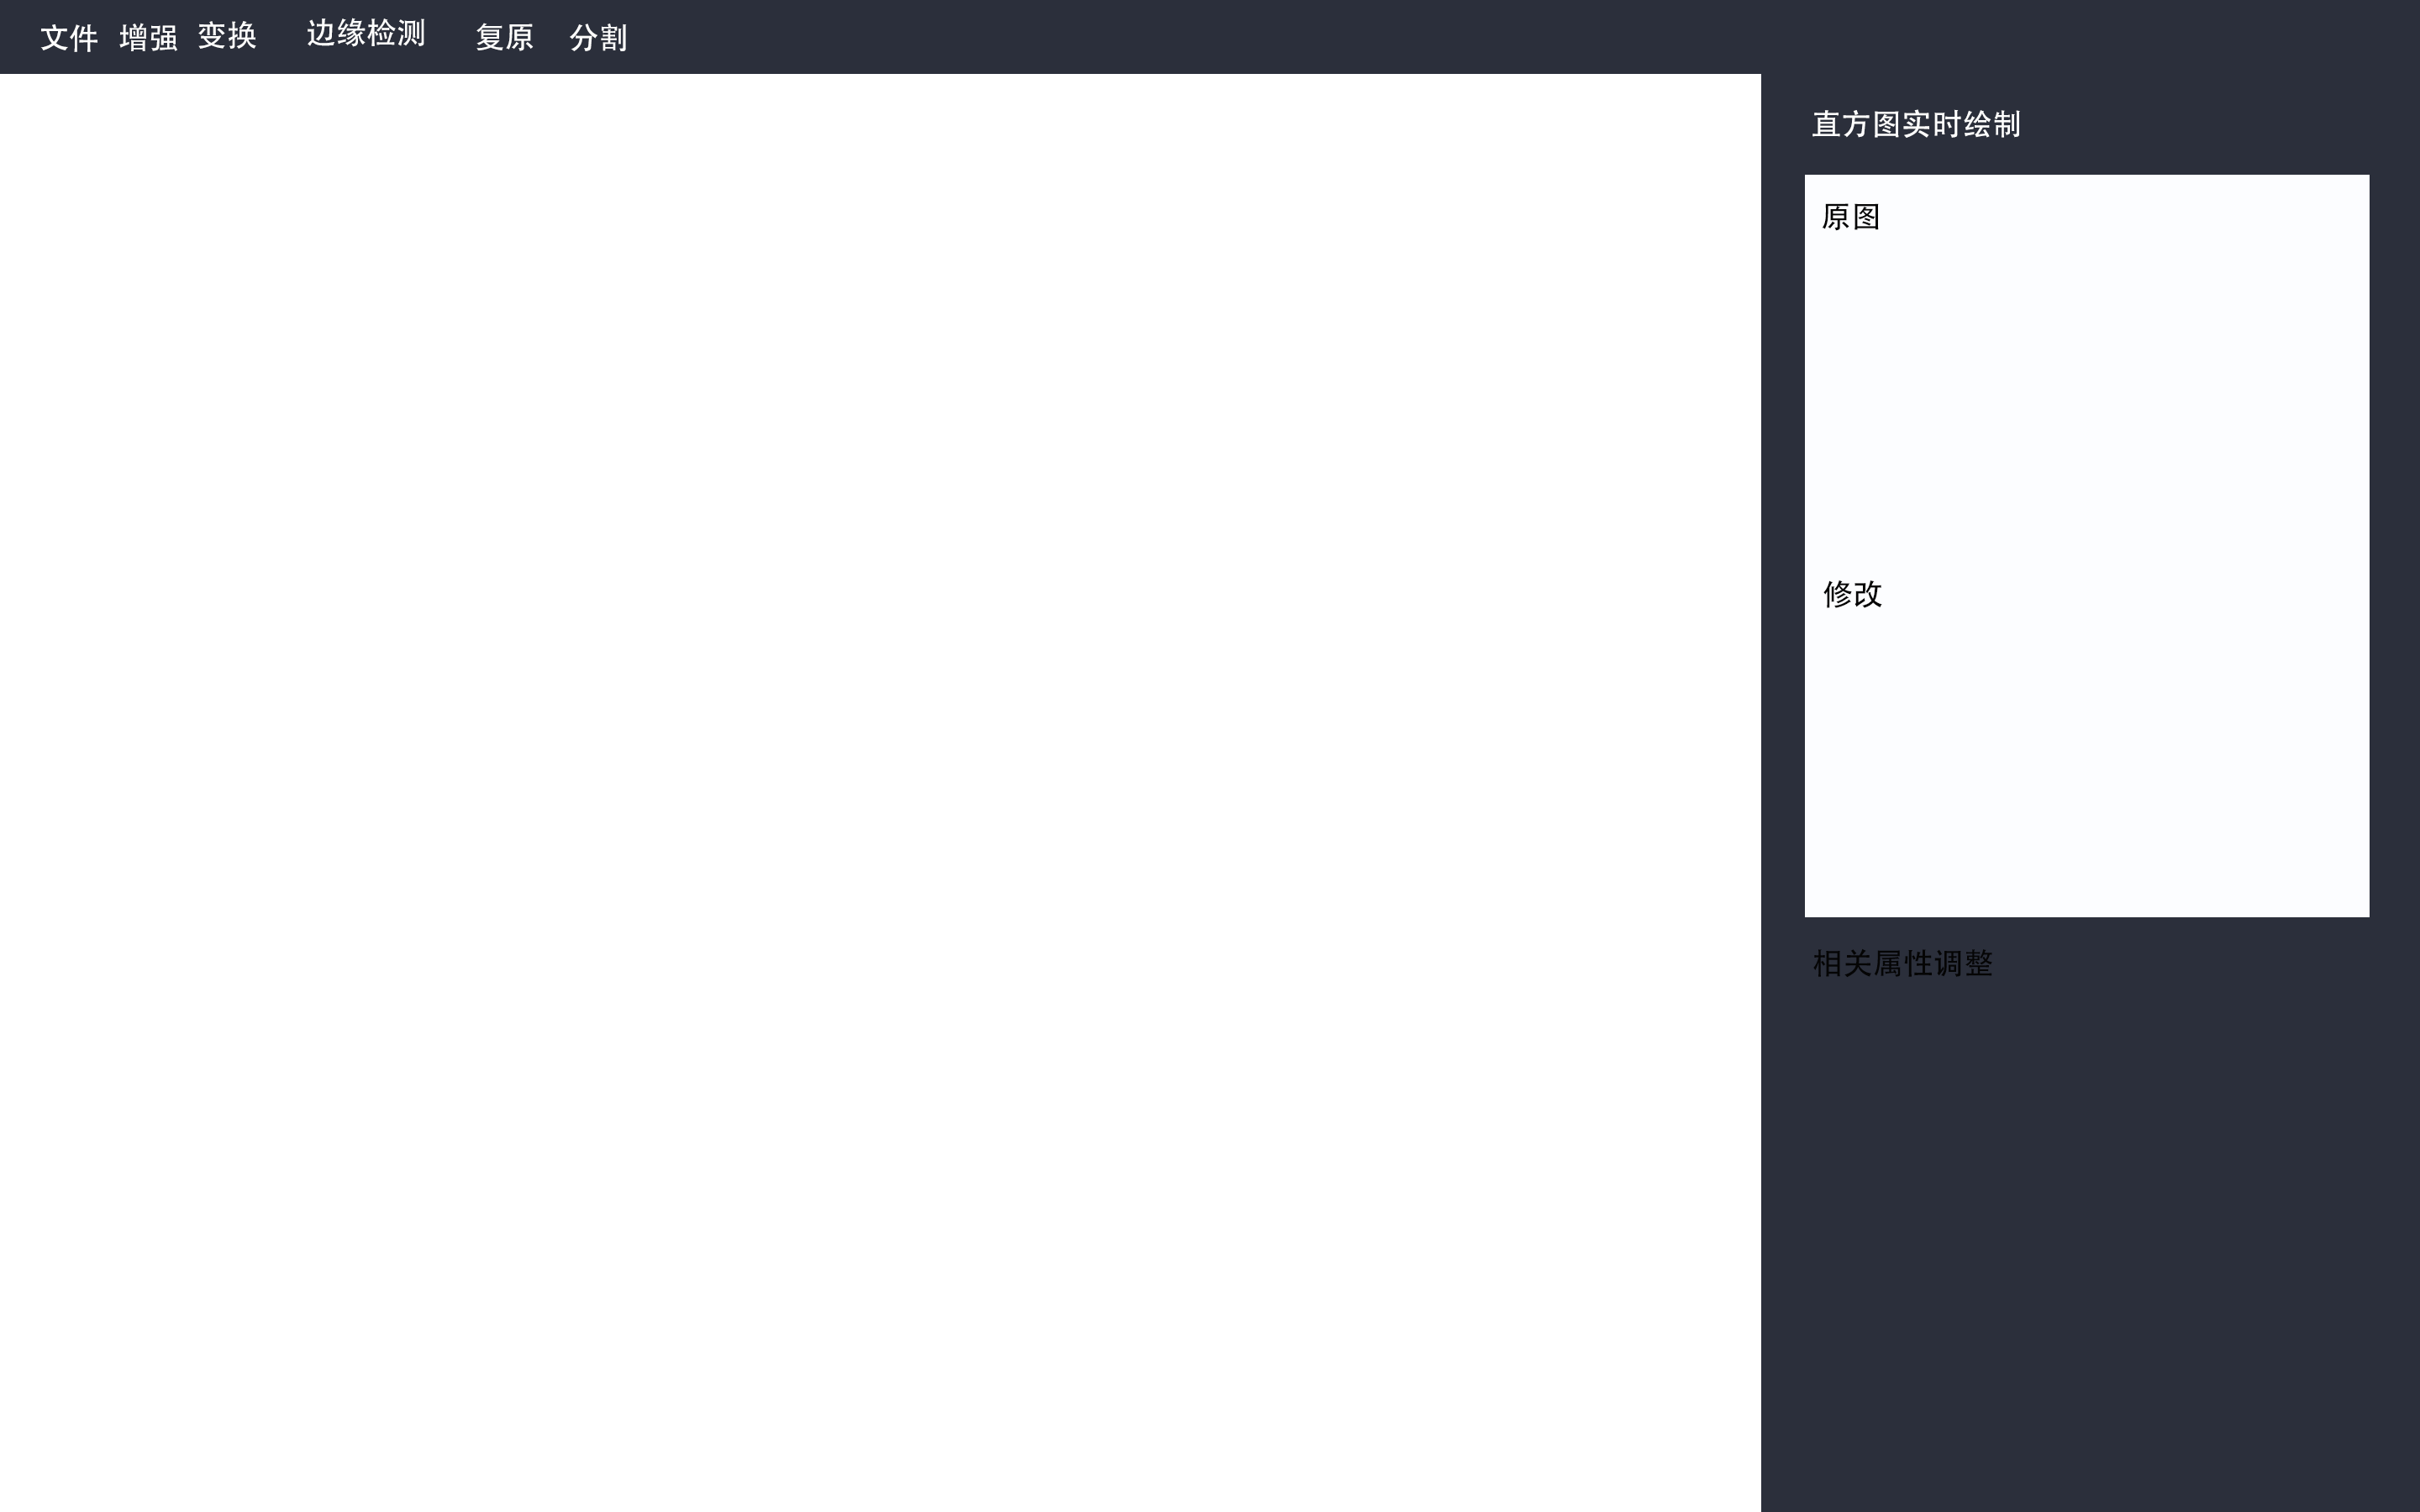 文件 增强 变换 边缘检测 复原 分割
直方图实时绘制
原图
修改
相关属性调整